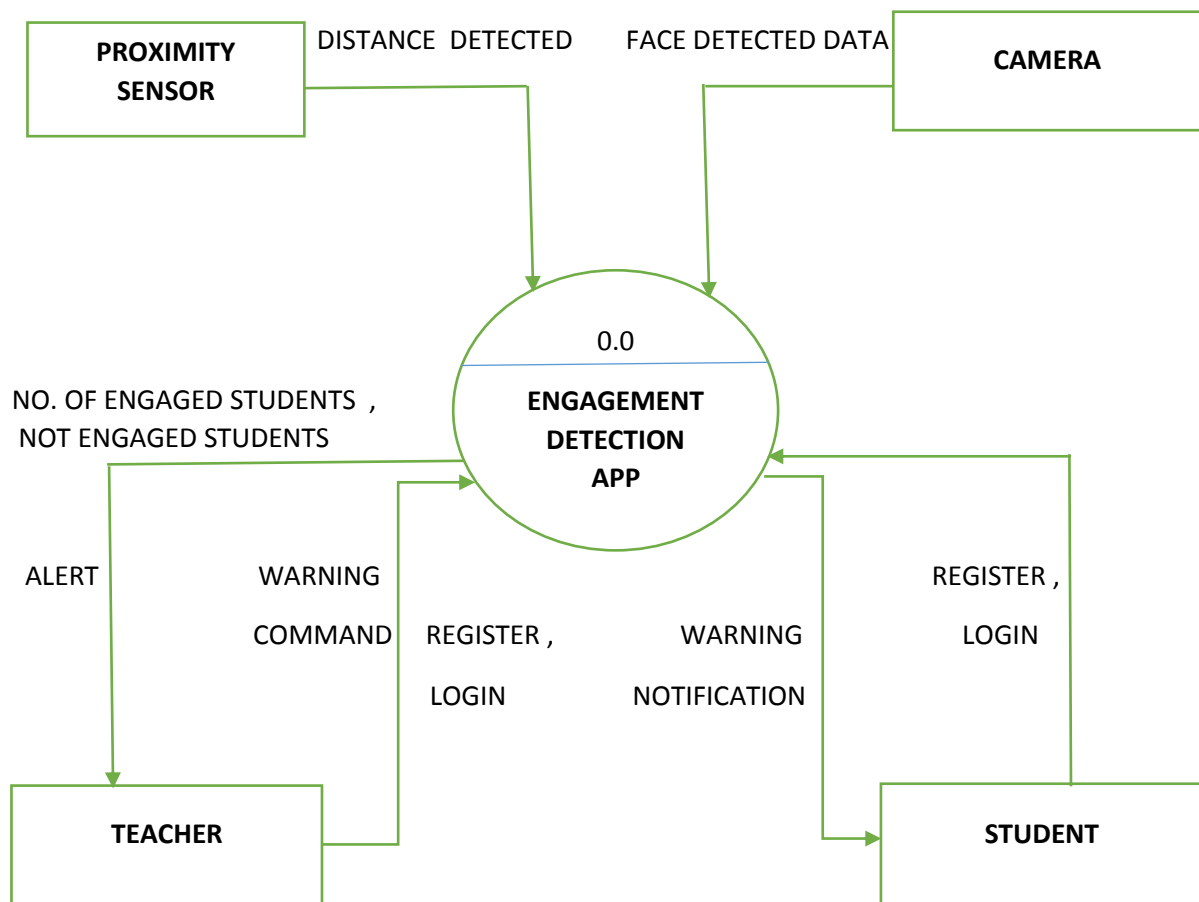 PROXIMITY
SENSOR
DISTANCE DETECTED
FACE DETECTED DATA
CAMERA
0.0
ENGAGEMENT
DETECTION
APP
NO. OF ENGAGED STUDENTS ,
NOT ENGAGED STUDENTS
ALERT
WARNING
COMMAND
REGISTER ,
LOGIN
WARNING
NOTIFICATION
REGISTER ,
LOGIN
TEACHER
STUDENT